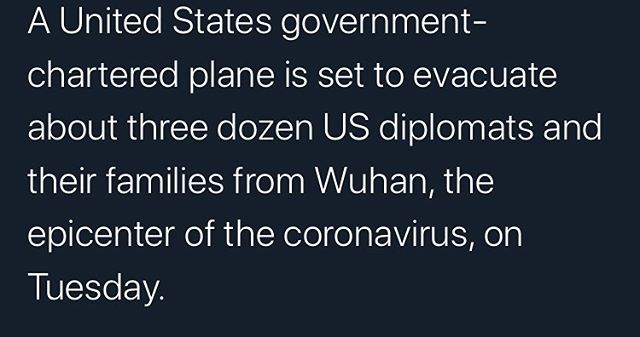 A United States government-
chartered plane is set to evacuate
about three dozen US diplomats and
their families from Wuhan, the
epicenter of the coronavirus, on
Tuesday.